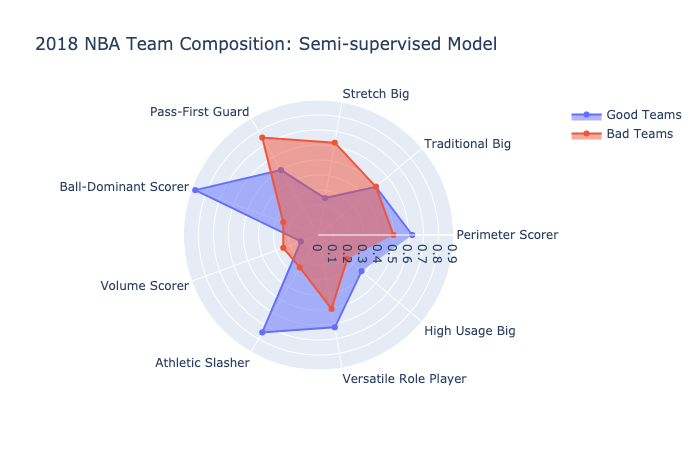 2018 NBA Team Composition: Semi-supervised Model
Stretch Big
Pass-First Guard
Good Teams
Bad Teams
Traditional Big
Ball-Dominant Scorer
Perimeter Scorer
0
0.1
0.2
0.3
0.4
0.5
0.6
0.7
0.8
0.9
Volume Scorer
High Usage Big
Athletic Slasher
Versatile Role Player